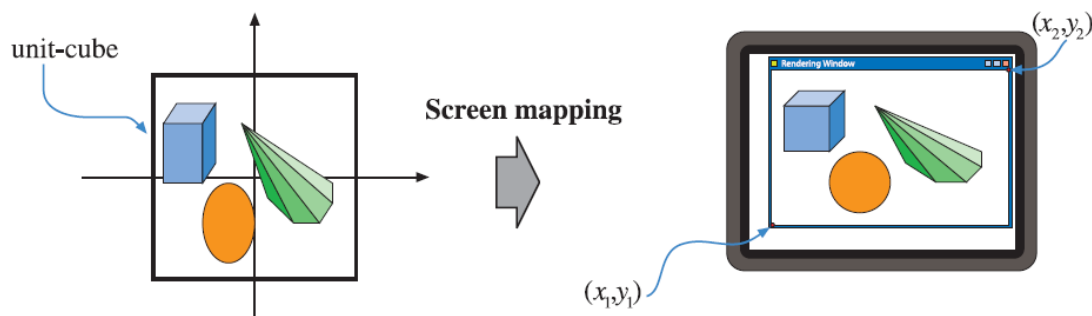 unit-cube
Screen mapping
(x₂,y₂)
Rendering Window
(x₁,y₁)